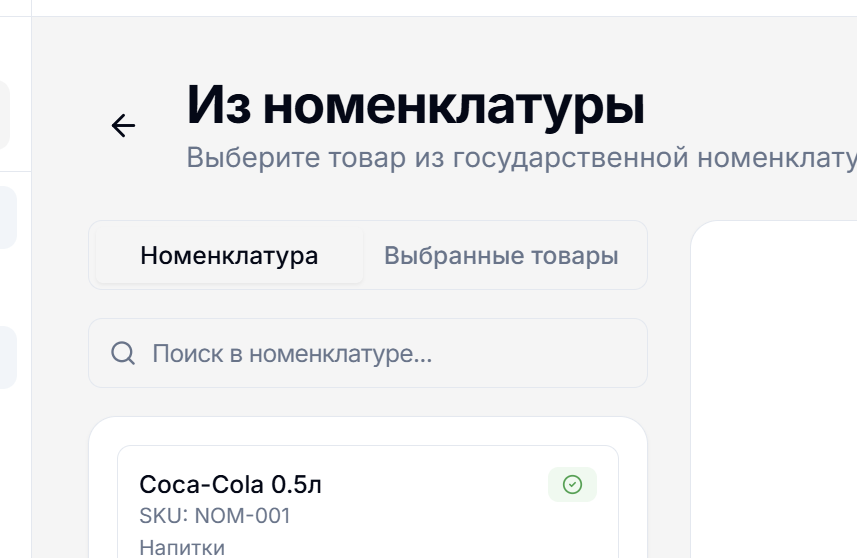 Из номенклатуры
Выберите товар из государственной
Номенклатура
Выбранные товары
Поиск в номенклатуре...
Coca-Cola 0.5л
SKU: NOM-001
Напитки